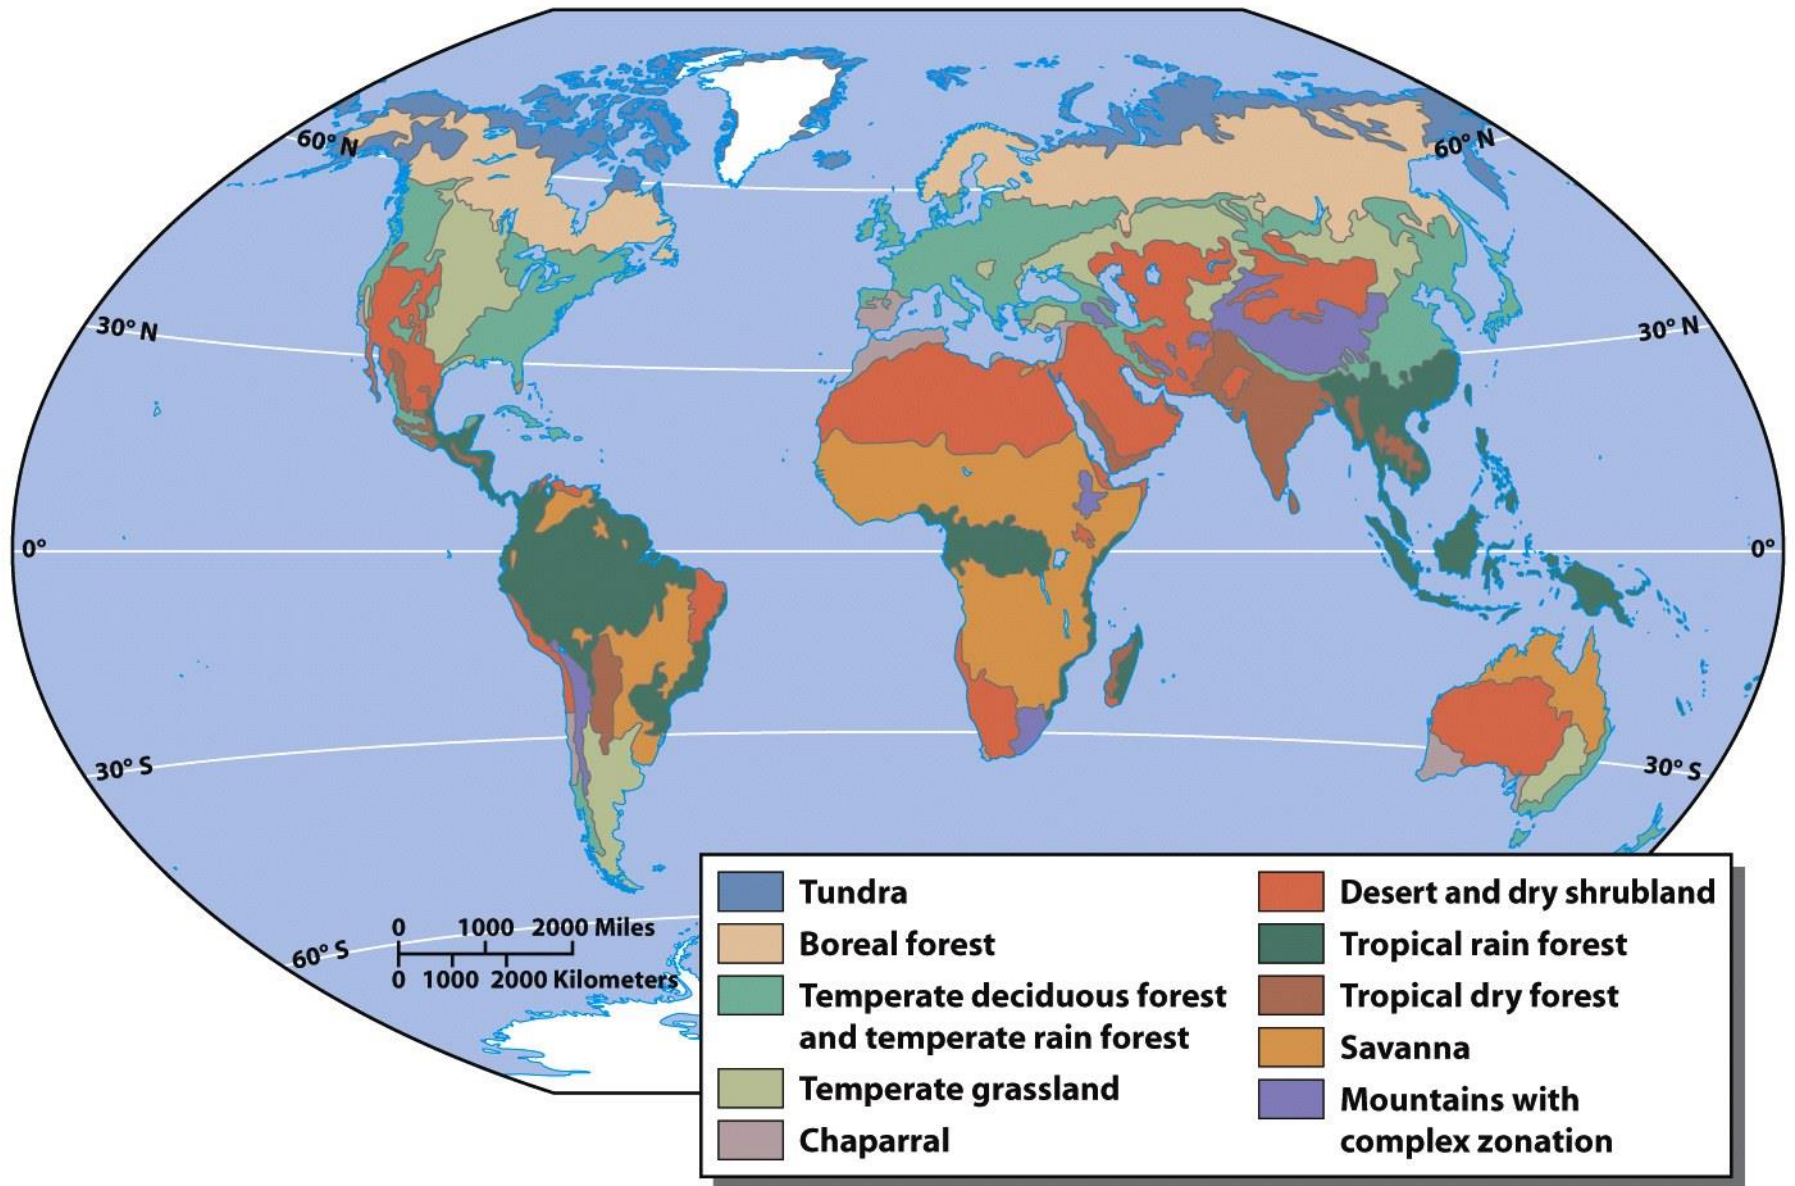 60° N
60° N
30° N
30° N
0°
0°
30° S
30° S
60° S
0 1000 2000 Miles
0 1000 2000 Kilometers
Tundra
Boreal forest
Temperate deciduous forest
and temperate rain forest
Temperate grassland
Chaparral
Desert and dry shrubland
Tropical rain forest
Tropical dry forest
Savanna
Mountains with
complex zonation